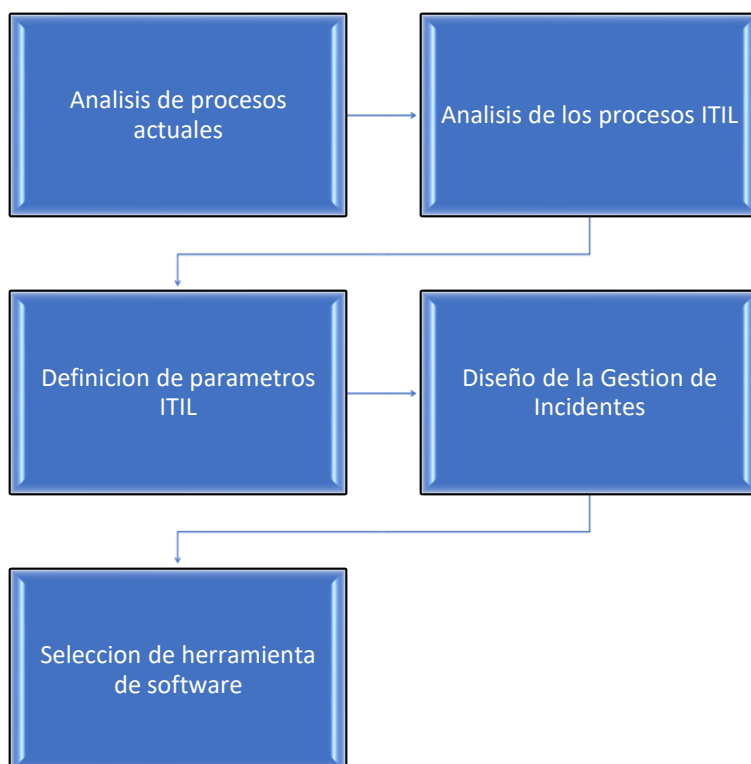 Analisis de procesos
actuales
Analisis de los procesos ITIL
Definicion de parametros
ITIL
Diseño de la Gestion de
Incidentes
Seleccion de herramienta
de software